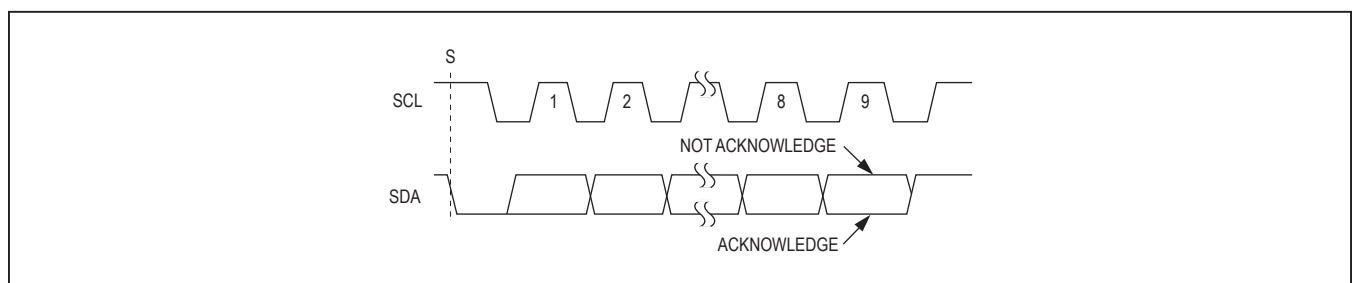 S
SCL 1 2 8 9
NOT ACKNOWLEDGE
SDA
ACKNOWLEDGE